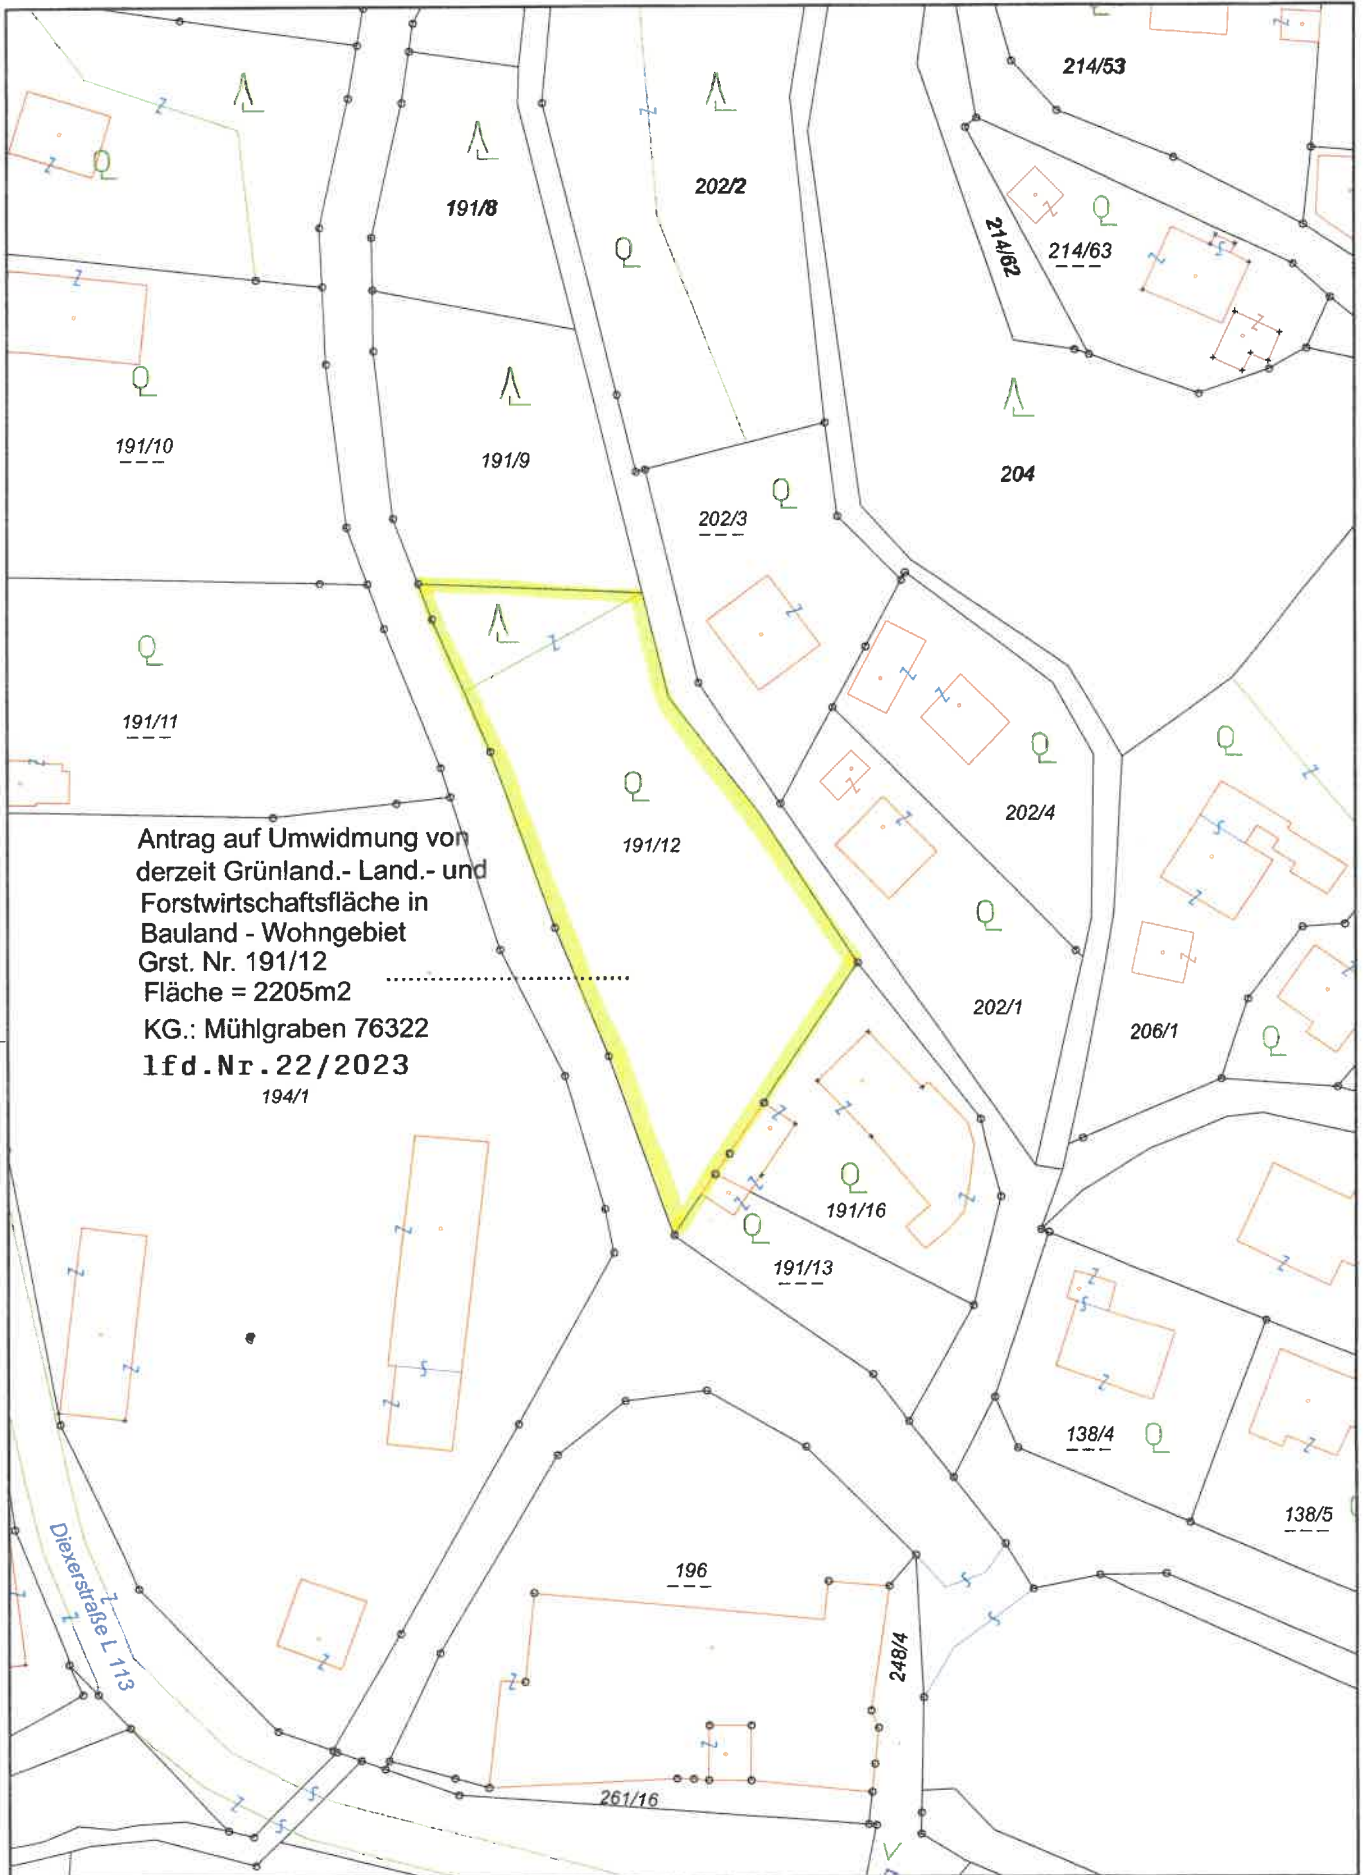 214/53
191/8
202/2
214/62
214/63
191/10
191/9
204
202/3
191/11
202/4
191/12
Antrag auf Umwidmung von
derzeit Grünland.- Land.- und
Forstwirtschaftsfläche in
Bauland - Wohngebiet
Grst. Nr. 191/12
Fläche = 2205m2
KG.: Mühlgraben 76322
lfd.Nr.22/2023
194/1
202/1
206/1
191/16
191/13
138/4
138/5
Diexerstraße L 113
196
248/4
261/16